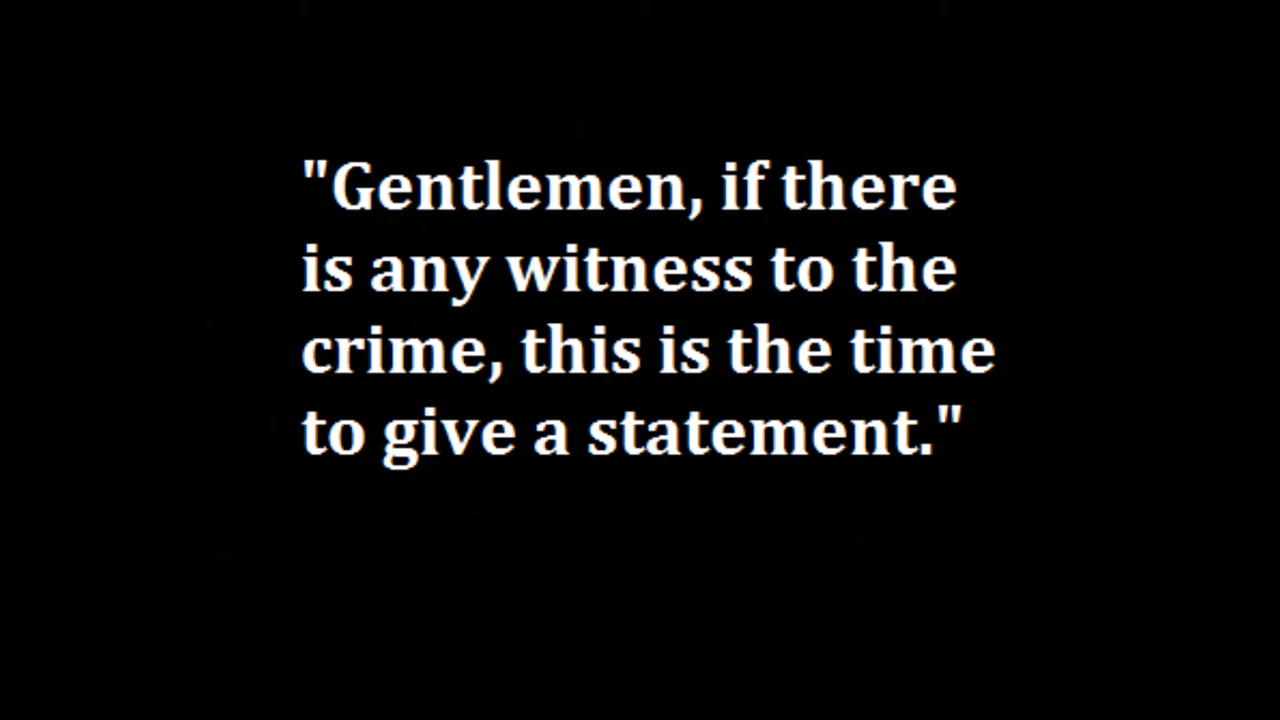 "Gentlemen, if there
is any witness to the
crime, this is the time
to give a statement."